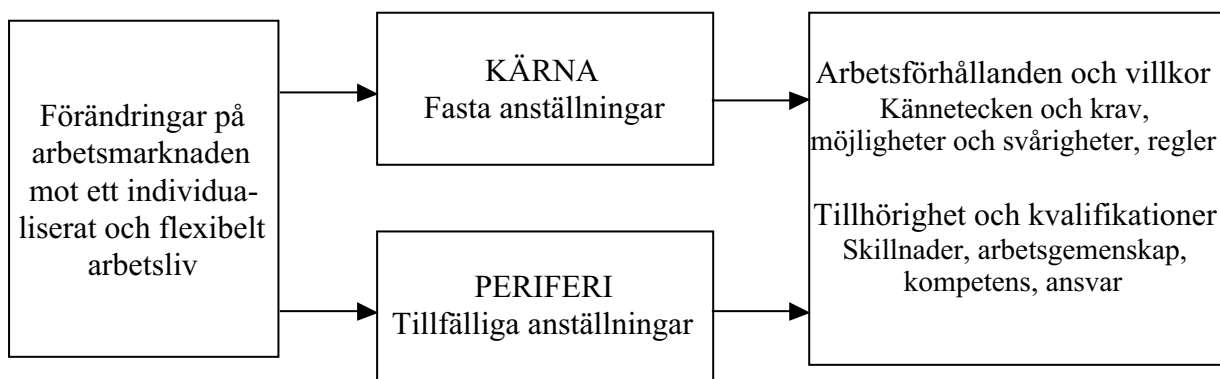 Förändringar på
arbetsmarknaden
mot ett individua-
liserat och flexibelt
arbetsliv
KÄRNA
Fasta anställningar
PERIFERI
Tillfälliga anställningar
Arbetsförhållanden och villkor
Kännetecken och krav,
möjligheter och svårigheter, regler
Tillhörighet och kvalifikationer
Skillnader, arbetsgemenskap,
kompetens, ansvar